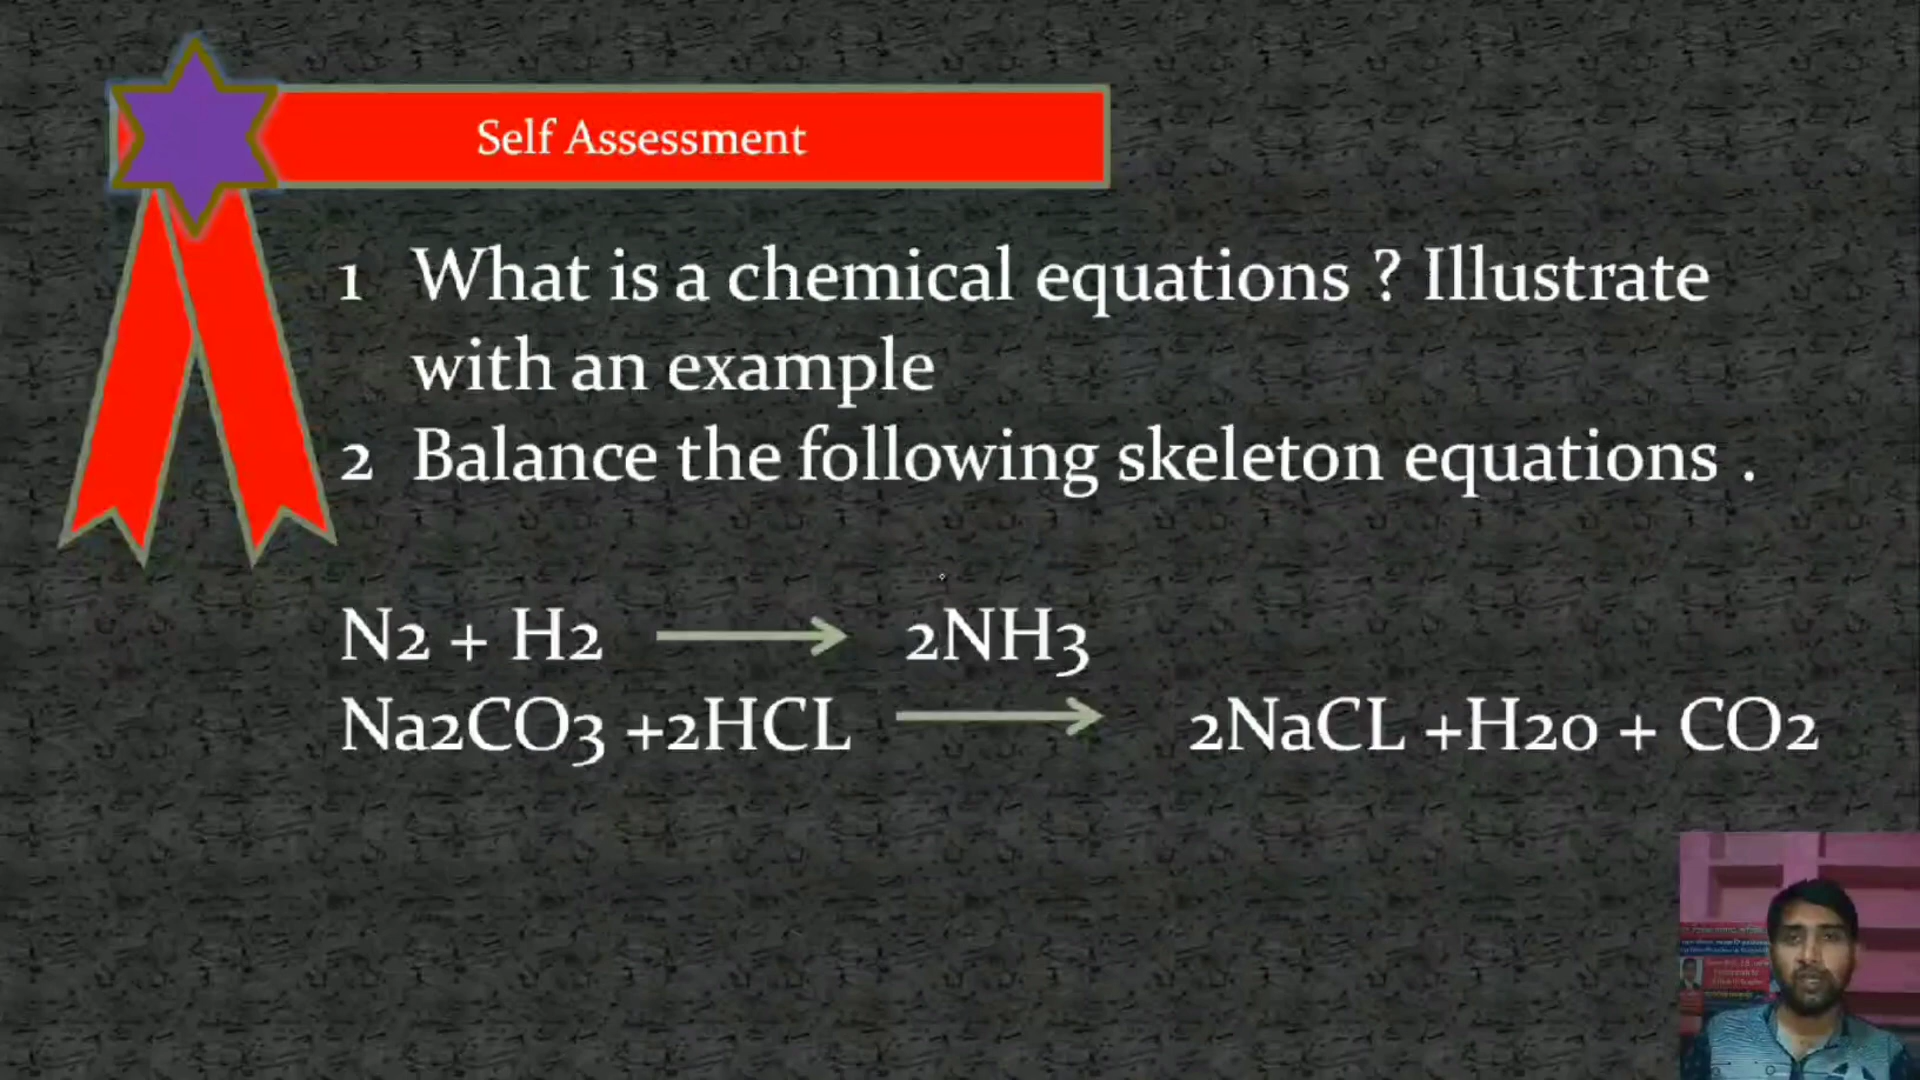 Self Assessment
1 What is a chemical equations ? Illustrate
with an example
2 Balance the following skeleton equations .
N2 + H2 → 2NH3
Na2CO3 +2HCL → 2NaCL +H20 + CO2